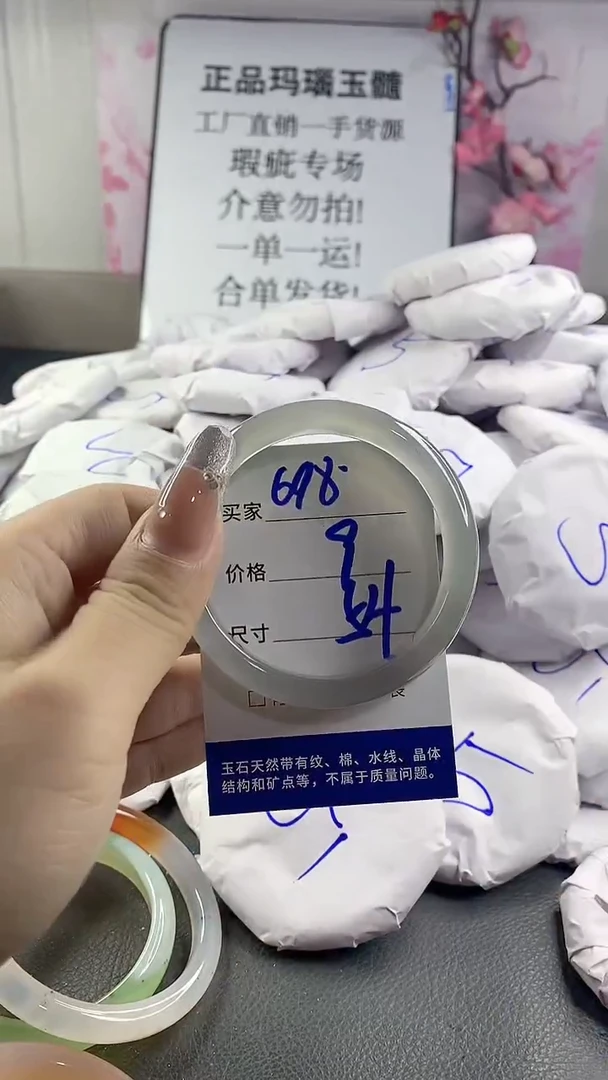 正品玛瑙玉髓
工厂直销一手货源
瑕疵专场
介意勿拍!
一单一运!
合单发货!
买家 698
价格 9
尺寸 54
玉石天然带有纹、棉、水线、晶体
结构和矿点等，不属于质量问题。